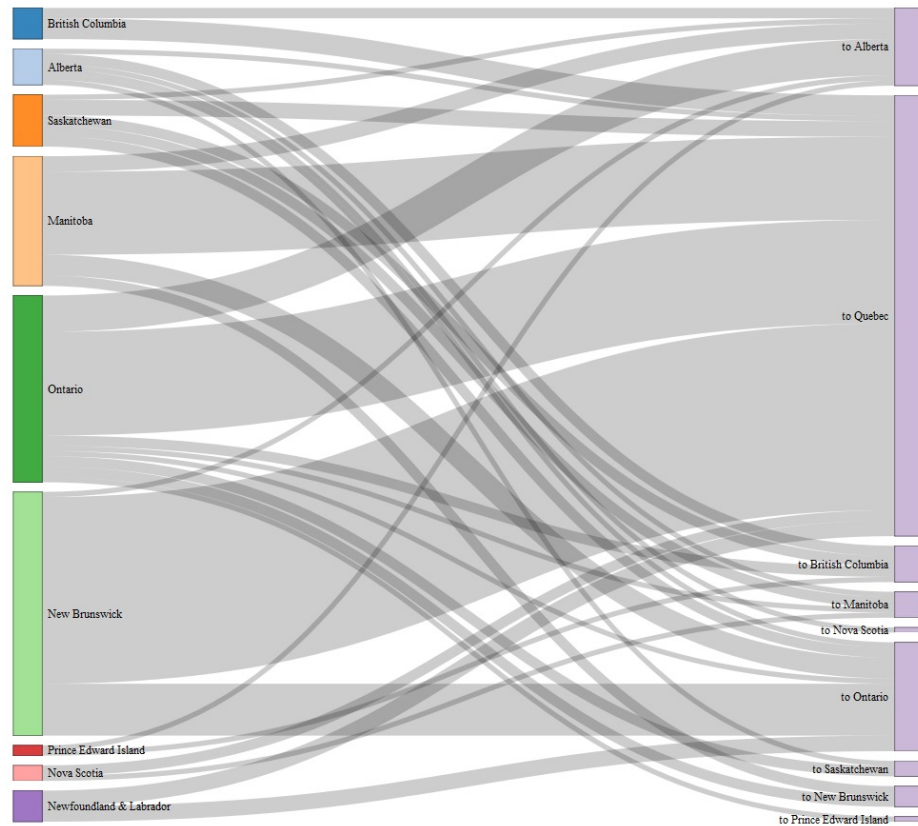 British Columbia
Alberta
Saskatchewan
Manitoba
Ontario
New Brunswick
Prince Edward Island
Nova Scotia
Newfoundland & Labrador
to Alberta
to Quebec
to British Columbia
to Manitoba
to Nova Scotia
to Ontario
to Saskatchewan
to New Brunswick
to Prince Edward Island